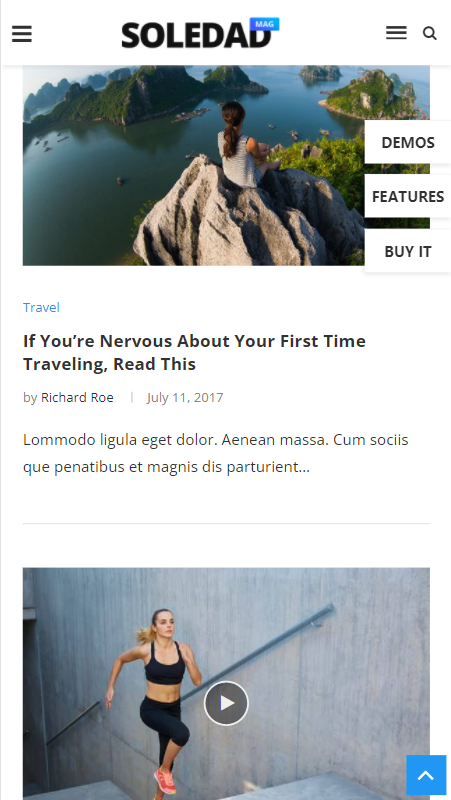 SOLEDAD MAG
DEMOS
FEATURES
BUY IT
Travel
If You’re Nervous About Your First Time
Traveling, Read This
by Richard Roe | July 11, 2017
Lommodo ligula eget dolor. Aenean massa. Cum sociis
que penatibus et magnis dis parturient...